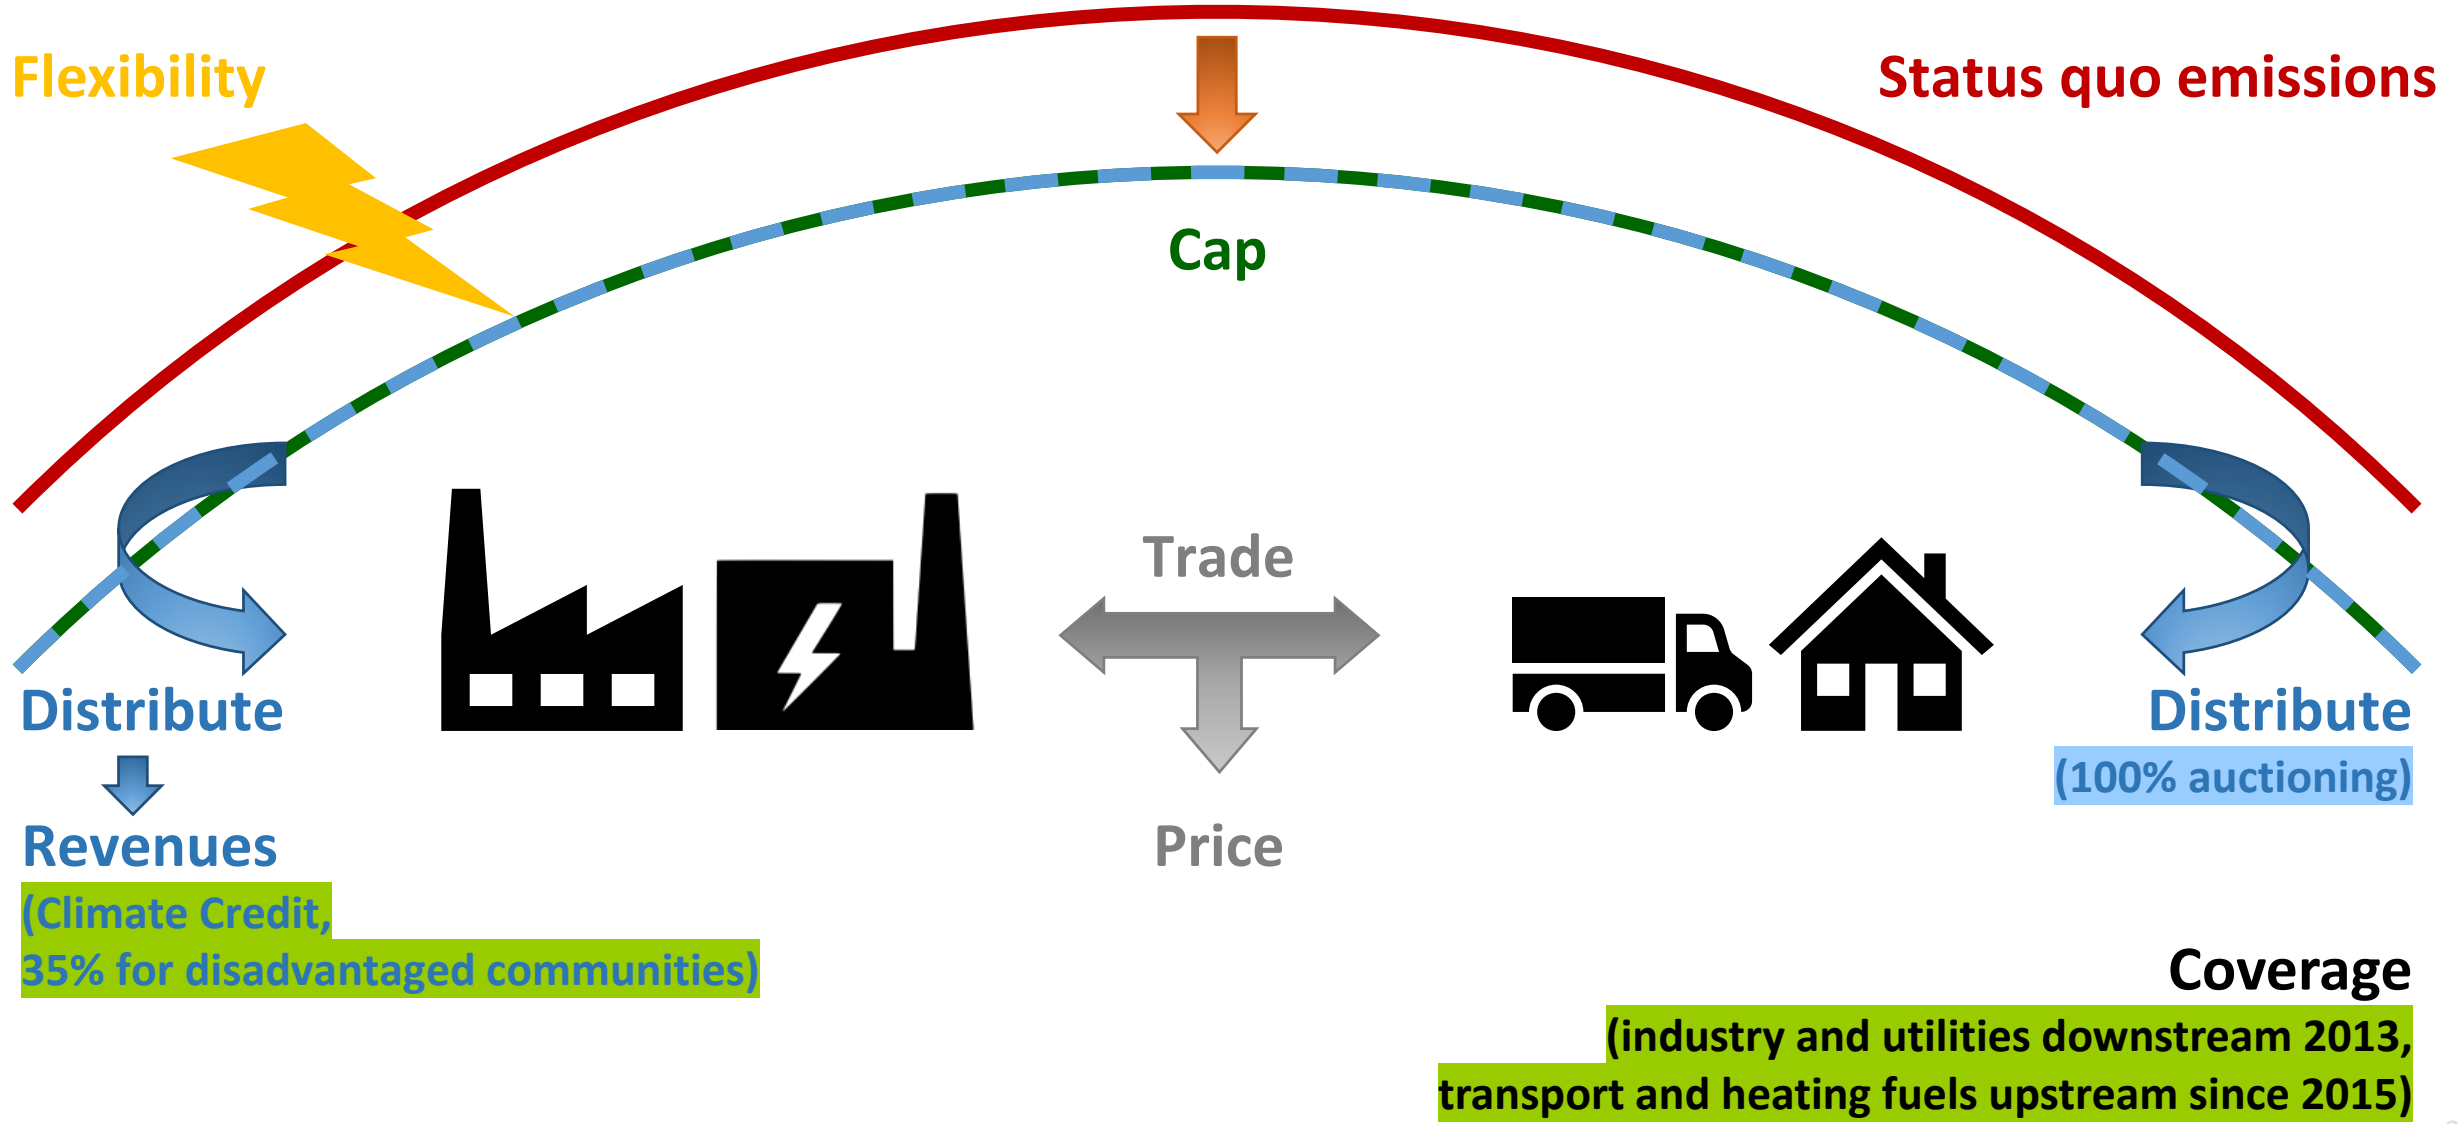 Flexibility
Status quo emissions
Cap
Trade
Distribute
Distribute
(100% auctioning)
Revenues
Price
(Climate Credit,
35% for disadvantaged communities)
Coverage
(industry and utilities downstream 2013,
transport and heating fuels upstream since 2015)